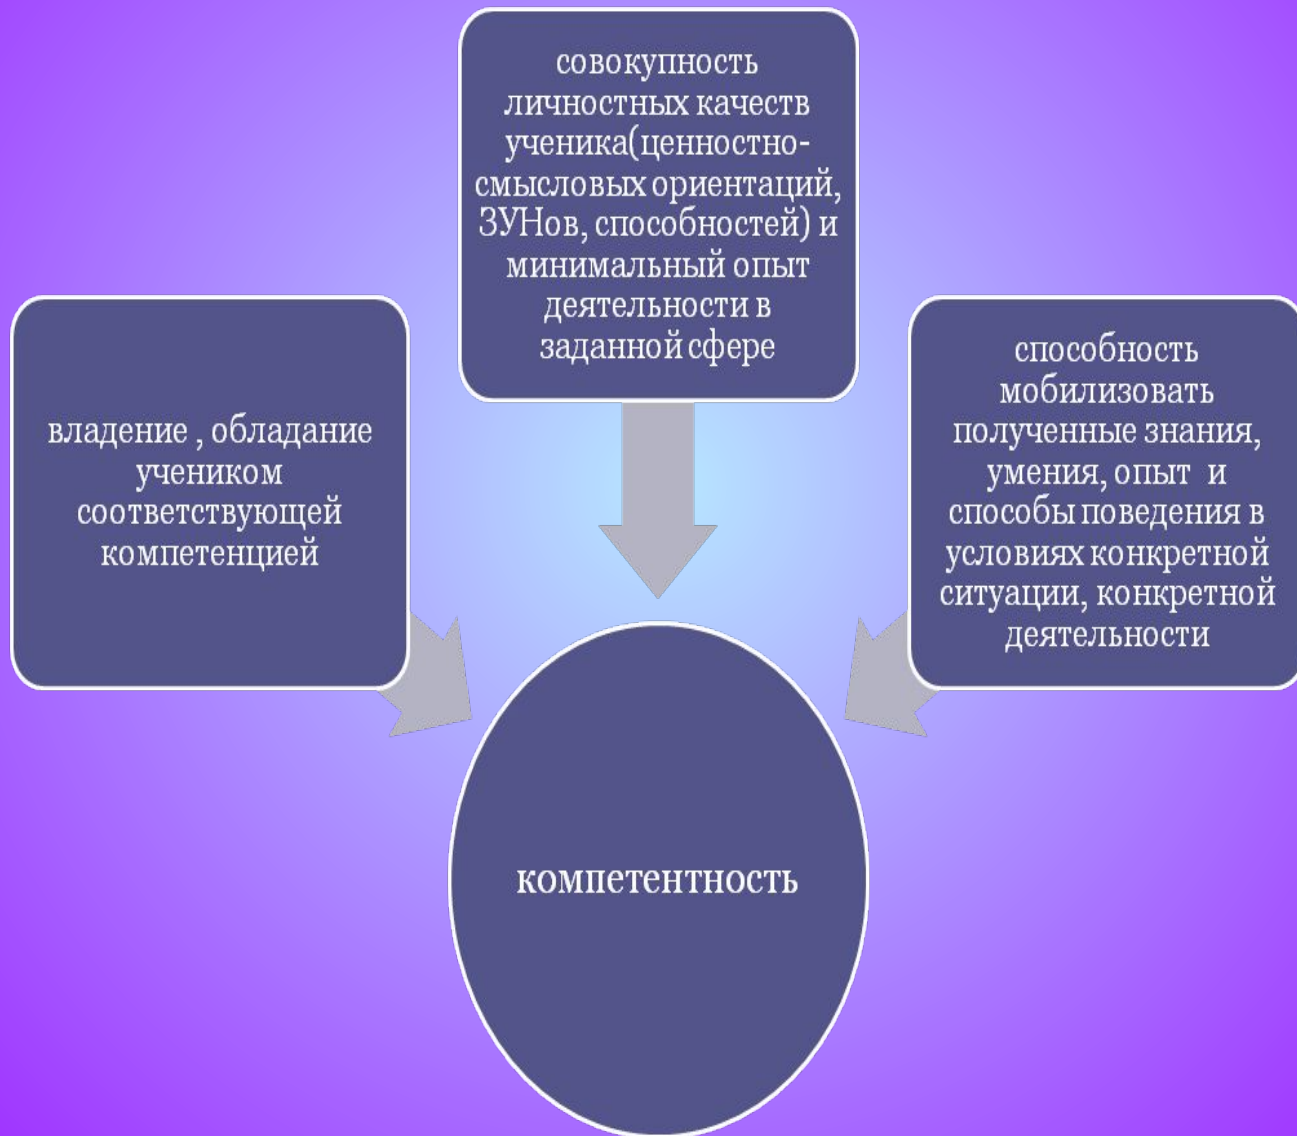 совокупность
личностных качеств
ученика(ценностно-
смысловых ориентаций,
ЗУНов, способностей) и
минимальный опыт
деятельности в
заданной сфере
владение , обладание
учеником
соответствующей
компетенцией
способность
мобилизовать
полученные знания,
умения, опыт  и
способы поведения в
условиях конкретной
ситуации, конкретной
деятельности
компетентность